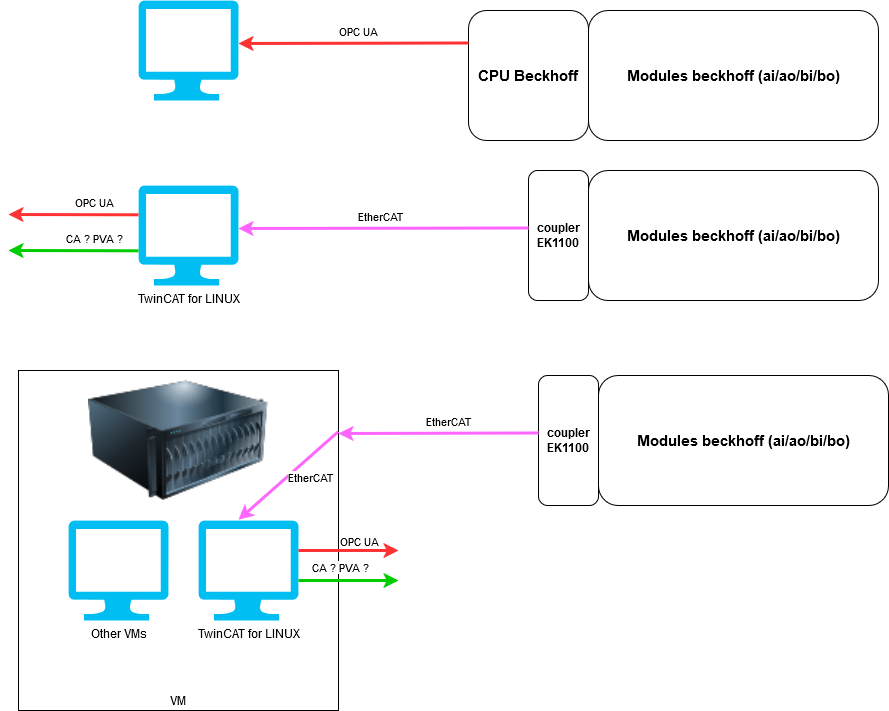 OPC UA
CPU Beckhoff
Modules beckhoff (ai/ao/bi/bo)
OPC UA
CA ? PVA ?
TwinCAT for LINUX
EtherCAT
coupler
EK1100
Modules beckhoff (ai/ao/bi/bo)
EtherCAT
coupler
EK1100
Modules beckhoff (ai/ao/bi/bo)
EtherCAT
OPC UA
CA ? PVA ?
Other VMs
TwinCAT for LINUX
VM